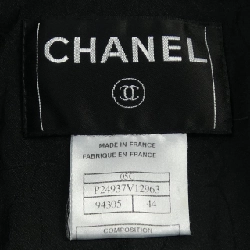 CHANEL
MADE IN FRANCE
FABRIQUE EN FRANCE
05C
P24937V12963
94305 44
COMPOSITION